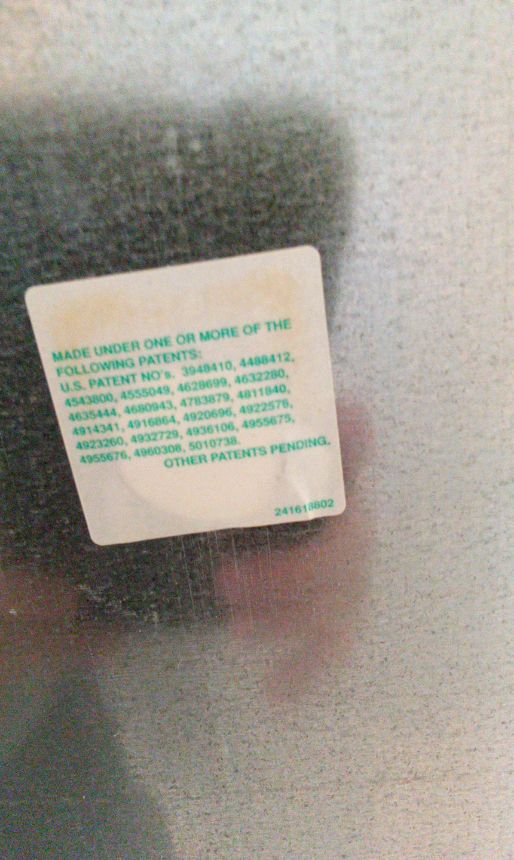 MADE UNDER ONE OR MORE OF THE
FOLLOWING PATENTS:
U.S. PATENT NO's. 3948410, 4488412,
4543800, 4555049, 4628699, 4632280,
4635444, 4680943, 4783879, 4811840,
4914341, 4916864, 4920696, 4922578,
4923260, 4932729, 4936106, 4955675,
4955676, 4960308, 5010738.
OTHER PATENTS PENDING.
241618802